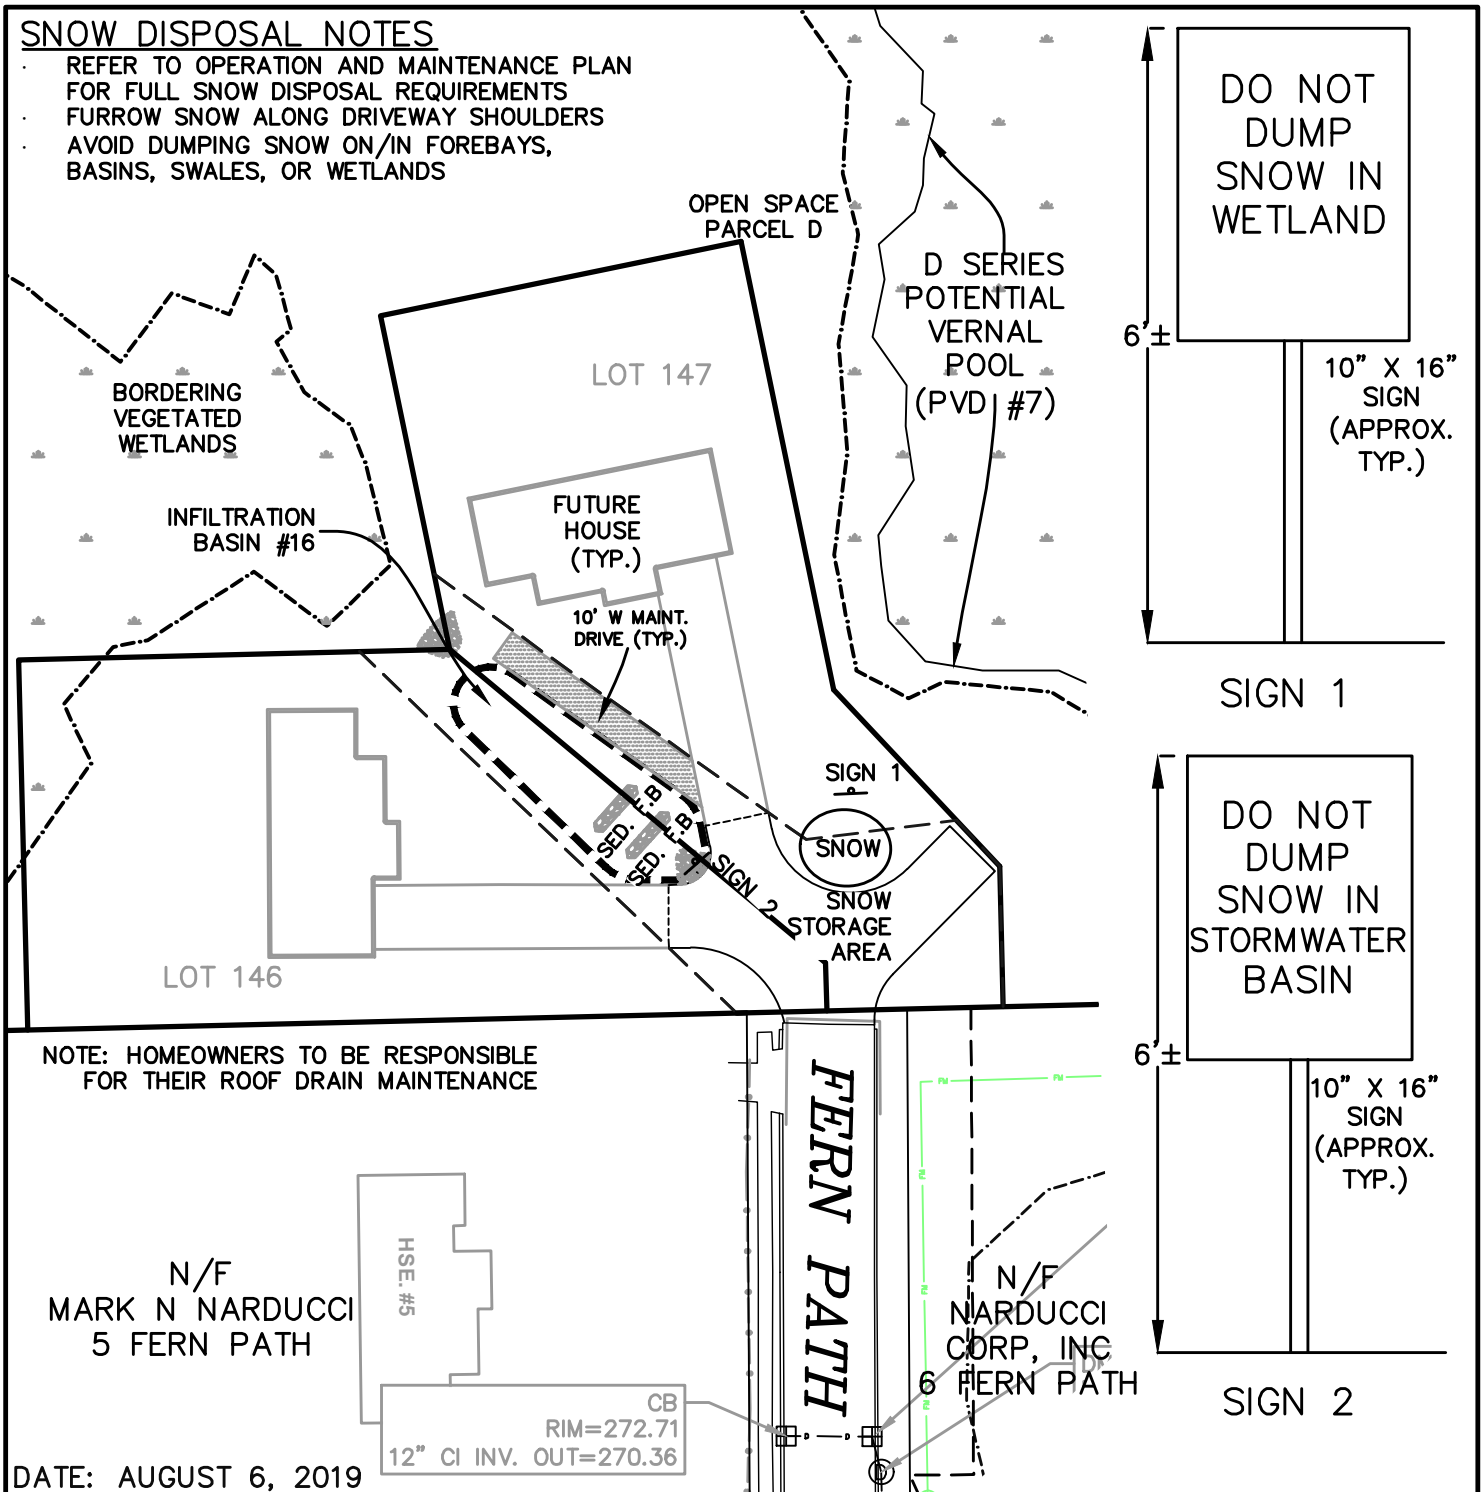 SNOW DISPOSAL NOTES
· REFER TO OPERATION AND MAINTENANCE PLAN
FOR FULL SNOW DISPOSAL REQUIREMENTS
· FURROW SNOW ALONG DRIVEWAY SHOULDERS
· AVOID DUMPING SNOW ON/IN FOREBAYS,
BASINS, SWALES, OR WETLANDS
OPEN SPACE
PARCEL D
D SERIES
POTENTIAL
VERNAL
POOL
(PVD #7)
LOT 147
BORDERING
VEGETATED
WETLANDS
INFILTRATION
BASIN #16
FUTURE
HOUSE
(TYP.)
10' W MAINT.
DRIVE (TYP.)
SED. F.B
SED. F.B
SIGN 2
SIGN 1
SNOW
SNOW
STORAGE
AREA
LOT 146
NOTE: HOMEOWNERS TO BE RESPONSIBLE
FOR THEIR ROOF DRAIN MAINTENANCE
FERN PATH
FM
FM
FM
FM
FM
HSE. #5
N/F
MARK N NARDUCCI
5 FERN PATH
N/F
NARDUCCI
CORP, INC
6 FERN PATH
CB
RIM=272.71
12" CI INV. OUT=270.36
D D
DATE: AUGUST 6, 2019
DO NOT
DUMP
SNOW IN
WETLAND
6'±
10" X 16"
SIGN
(APPROX.
TYP.)
SIGN 1
DO NOT
DUMP
SNOW IN
STORMWATER
BASIN
6'±
10" X 16"
SIGN
(APPROX.
TYP.)
SIGN 2